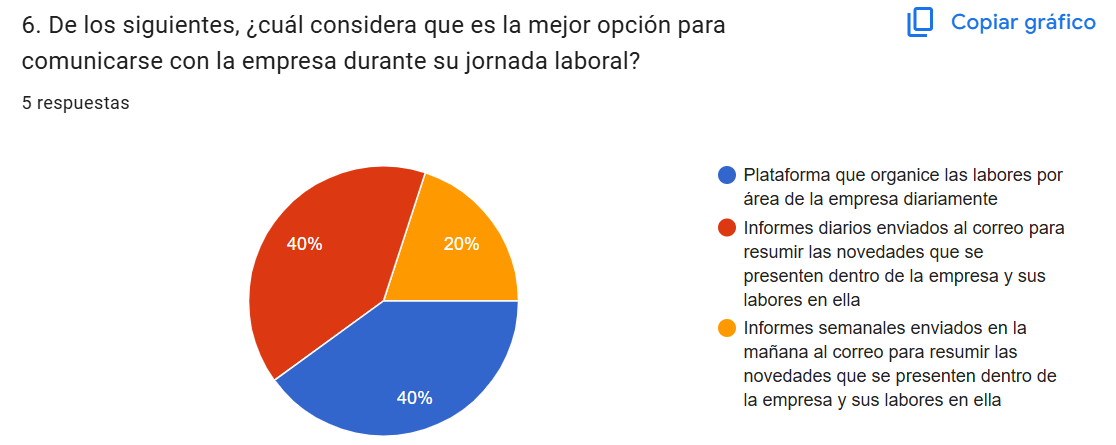 6. De los siguientes, ¿cuál considera que es la mejor opción para
comunicarse con la empresa durante su jornada laboral?
Copiar gráfico
5 respuestas
40%
20%
40%
Plataforma que organice las labores por
área de la empresa diariamente
Informes diarios enviados al correo para
resumir las novedades que se
presenten dentro de la empresa y sus
labores en ella
Informes semanales enviados en la
mañana al correo para resumir las
novedades que se presenten dentro de
la empresa y sus labores en ella